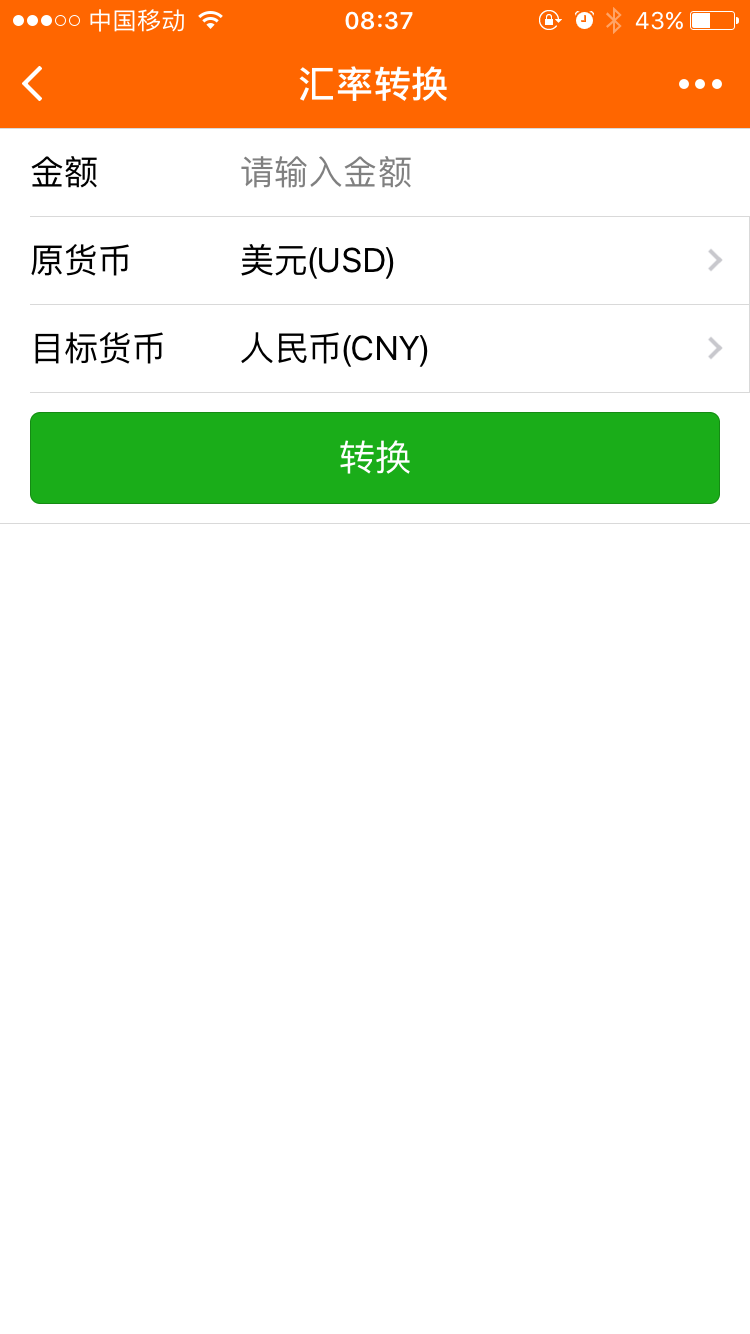 中国移动 08:37 43%
汇率转换
金额 请输入金额
原货币 美元(USD)
目标货币 人民币(CNY)
转换